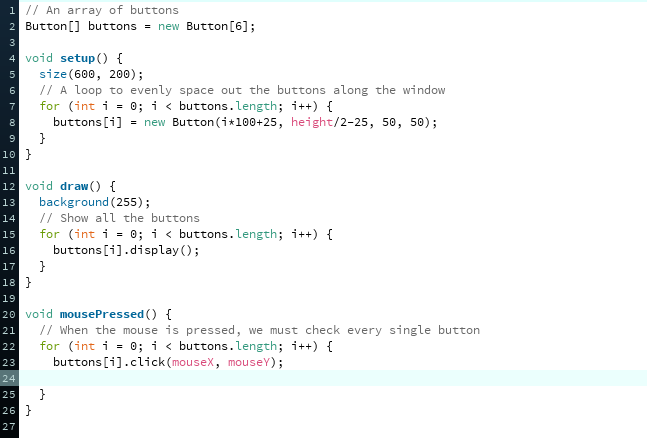 1 // An array of buttons
2 Button[] buttons = new Button[6];
3
4 void setup() {
5   size(600, 200);
6   // A loop to evenly space out the buttons along the window
7   for (int i = 0; i < buttons.length; i++) {
8     buttons[i] = new Button(i*100+25, height/2-25, 50, 50);
9   }
10 }
11
12 void draw() {
13   background(255);
14   // Show all the buttons
15   for (int i = 0; i < buttons.length; i++) {
16     buttons[i].display();
17   }
18 }
19
20 void mousePressed() {
21   // When the mouse is pressed, we must check every single button
22   for (int i = 0; i < buttons.length; i++) {
23     buttons[i].click(mouseX, mouseY);
24
25   }
26 }
27